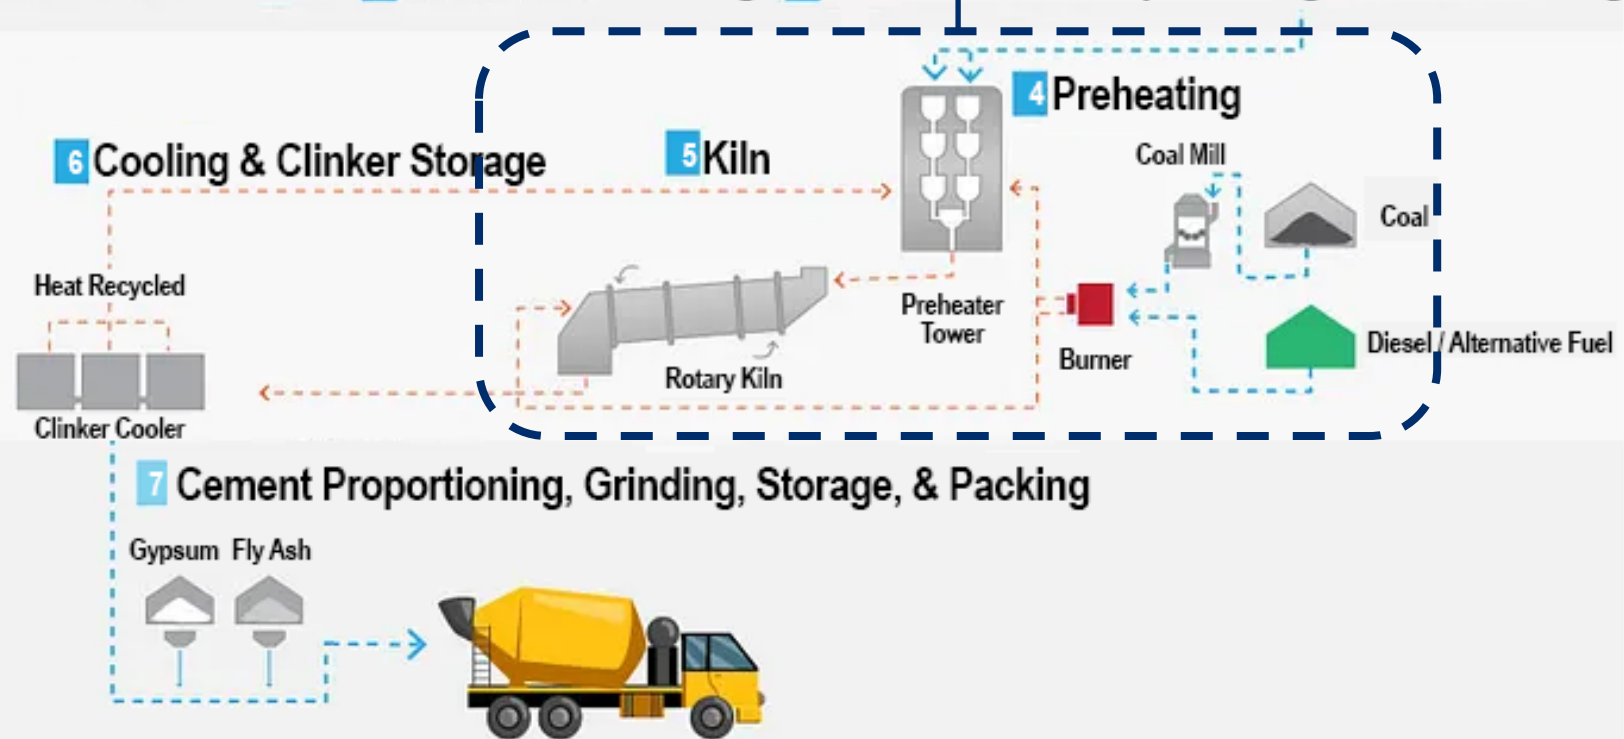 4 Preheating
5 Kiln
6 Cooling & Clinker Storage
Coal Mill
Coal
Heat Recycled
Preheater
Tower
Burner
Diesel / Alternative Fuel
Rotary Kiln
Clinker Cooler
7 Cement Proportioning, Grinding, Storage, & Packing
Gypsum Fly Ash